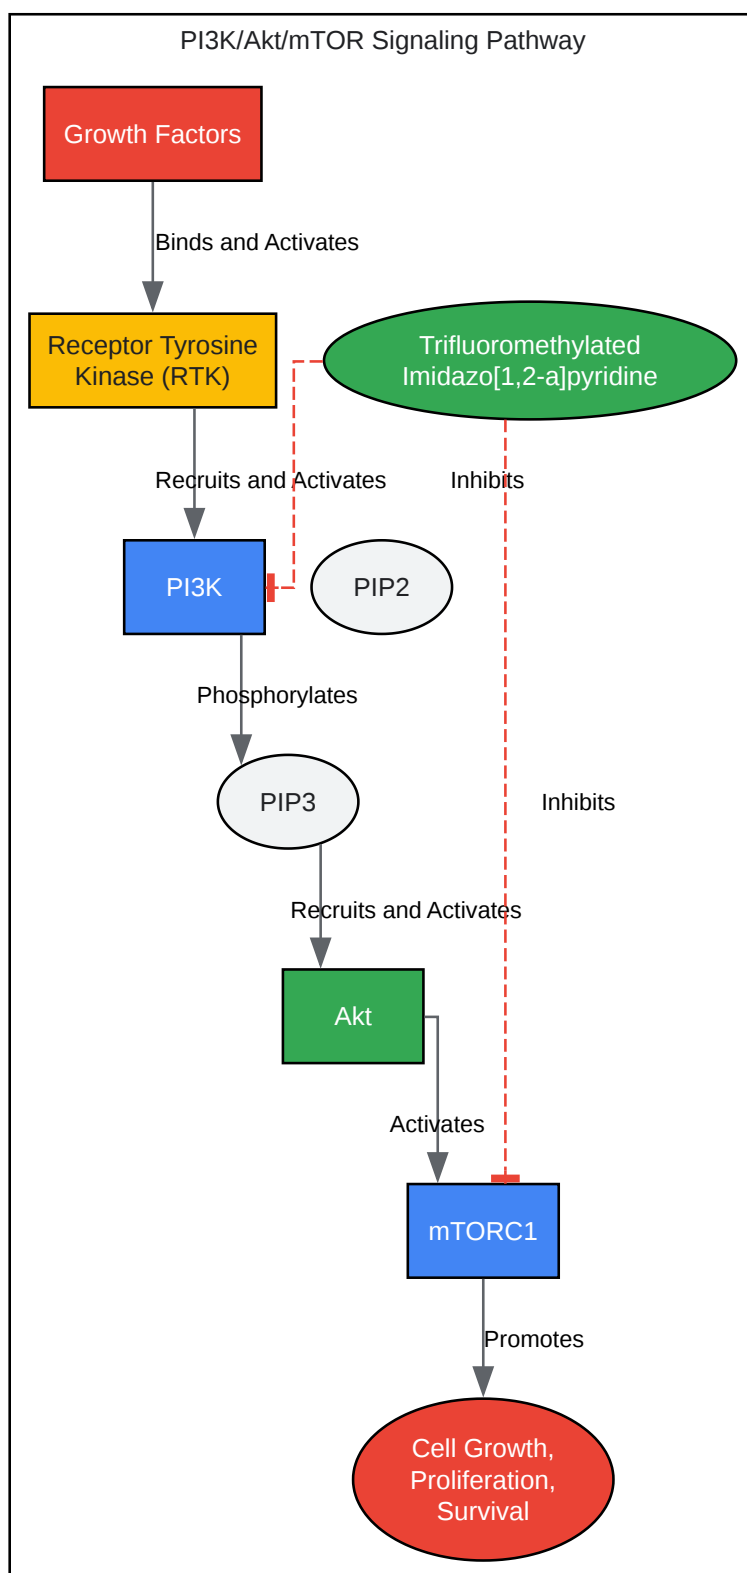 PI3K/Akt/mTOR Signaling Pathway
Growth Factors
Binds and Activates
Receptor Tyrosine
Kinase (RTK)
Trifluoromethylated
Imidazo[1,2-a]pyridine
Recruits and Activates
Inhibits
PI3K
PIP2
Phosphorylates
PIP3
Inhibits
Recruits and Activates
Akt
Activates
mTORC1
Promotes
Cell Growth,
Proliferation,
Survival